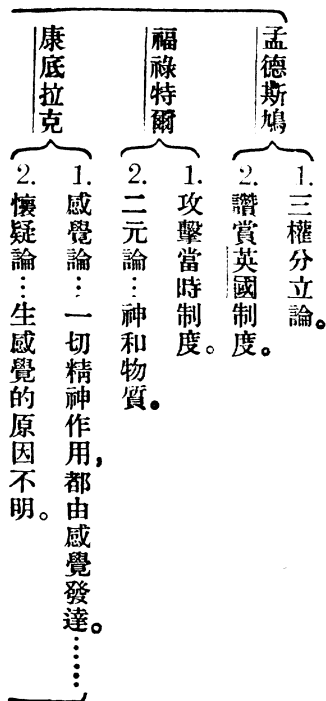 孟德斯鳩
1.三權分立論。
2.讚賞英國制度。
福祿特爾
1.攻擊當時制度。
2.二元論…神和物質。
康底拉克
1.感覺論…一切精神作用，都由感覺發達。……
2.懷疑論…生感覺的原因不明。